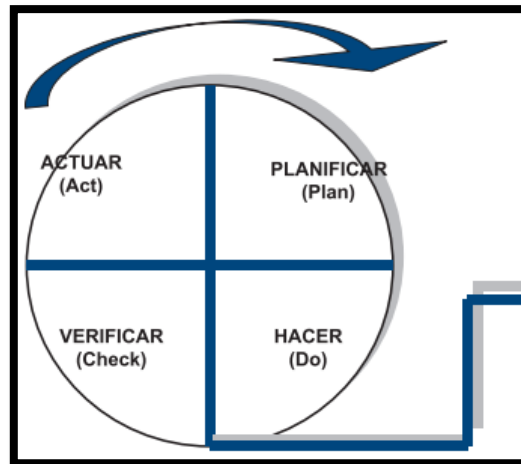 ACTUAR
(Act)
PLANIFICAR
(Plan)
VERIFICAR
(Check)
HACER
(Do)